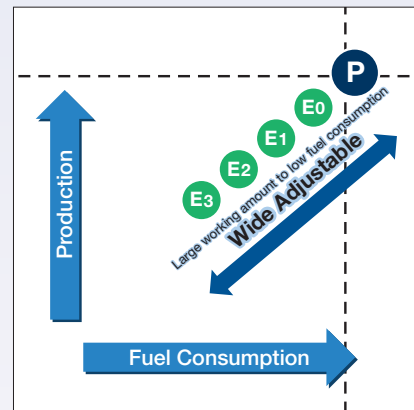 P
E0
E1
E2
E3
Large working amount to low fuel consumption
Wide Adjustable
Production
Fuel Consumption